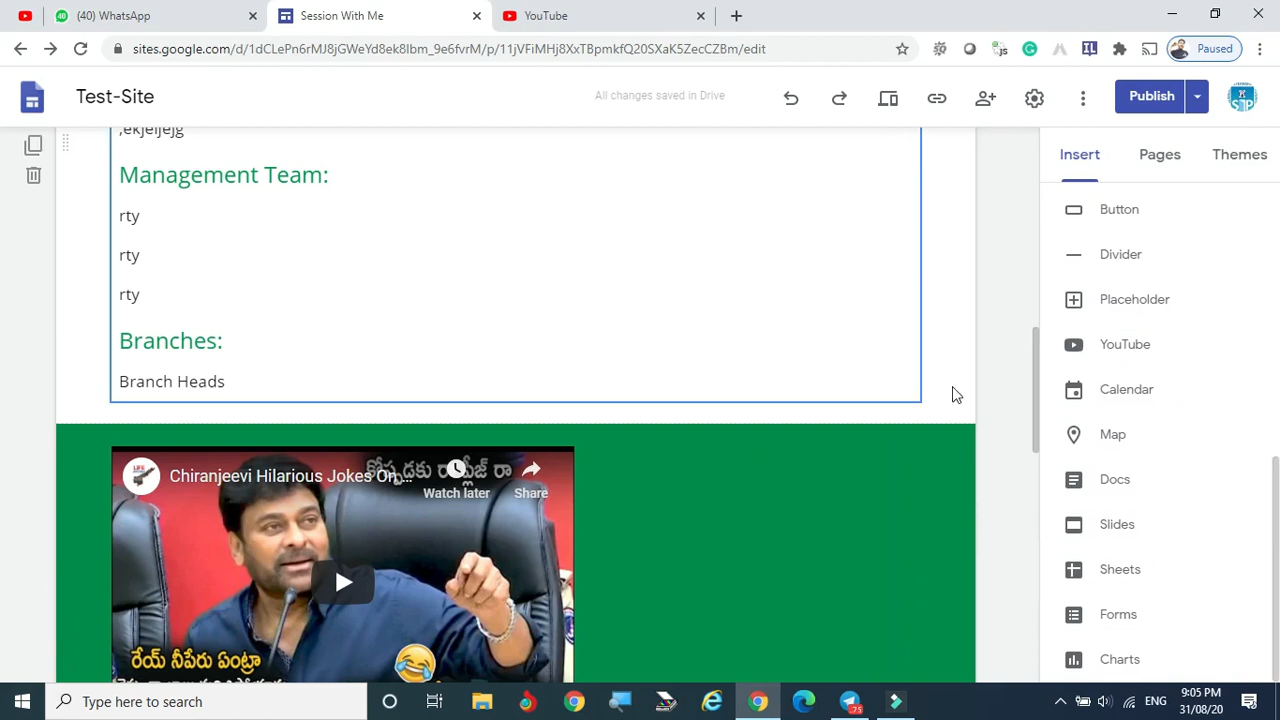 (40) WhatsApp
Session With Me
YouTube
sites.google.com/d/1dCLePn6rMJ8jGWeYd8ek8Ibm_9e6fvrM/p/11jVFiMHj8XxTBpmkfQ20SXaK5ZecCZBm/edit
Paused
Test-Site
All changes saved in Drive
Publish
,ekjeljejg
Insert
Pages
Themes
Management Team:
rty
rty
rty
Branches:
Branch Heads
Button
Divider
Placeholder
YouTube
Calendar
Map
Docs
Slides
Sheets
Forms
Charts
Chiranjeevi Hilarious Jokes On ...
Watch later
Share
రేయ్ నీపేరు ఏంట్రా
Type here to search
75
ENG
9:05 PM
31/08/20